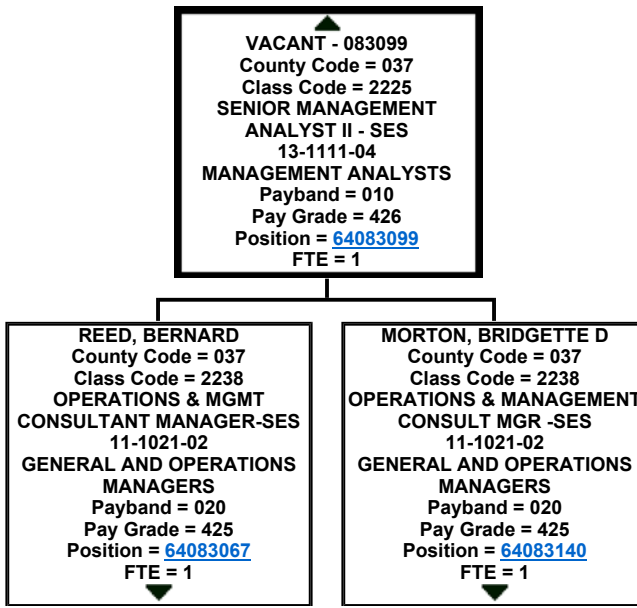 VACANT - 083099
County Code = 037
Class Code = 2225
SENIOR MANAGEMENT
ANALYST II - SES
13-1111-04
MANAGEMENT ANALYSTS
Payband = 010
Pay Grade = 426
Position = 64083099
FTE = 1
REED, BERNARD
County Code = 037
Class Code = 2238
OPERATIONS & MGMT
CONSULTANT MANAGER-SES
11-1021-02
GENERAL AND OPERATIONS
MANAGERS
Payband = 020
Pay Grade = 425
Position = 64083067
FTE = 1
MORTON, BRIDGETTE D
County Code = 037
Class Code = 2238
OPERATIONS & MANAGEMENT
CONSULT MGR -SES
11-1021-02
GENERAL AND OPERATIONS
MANAGERS
Payband = 020
Pay Grade = 425
Position = 64083140
FTE = 1